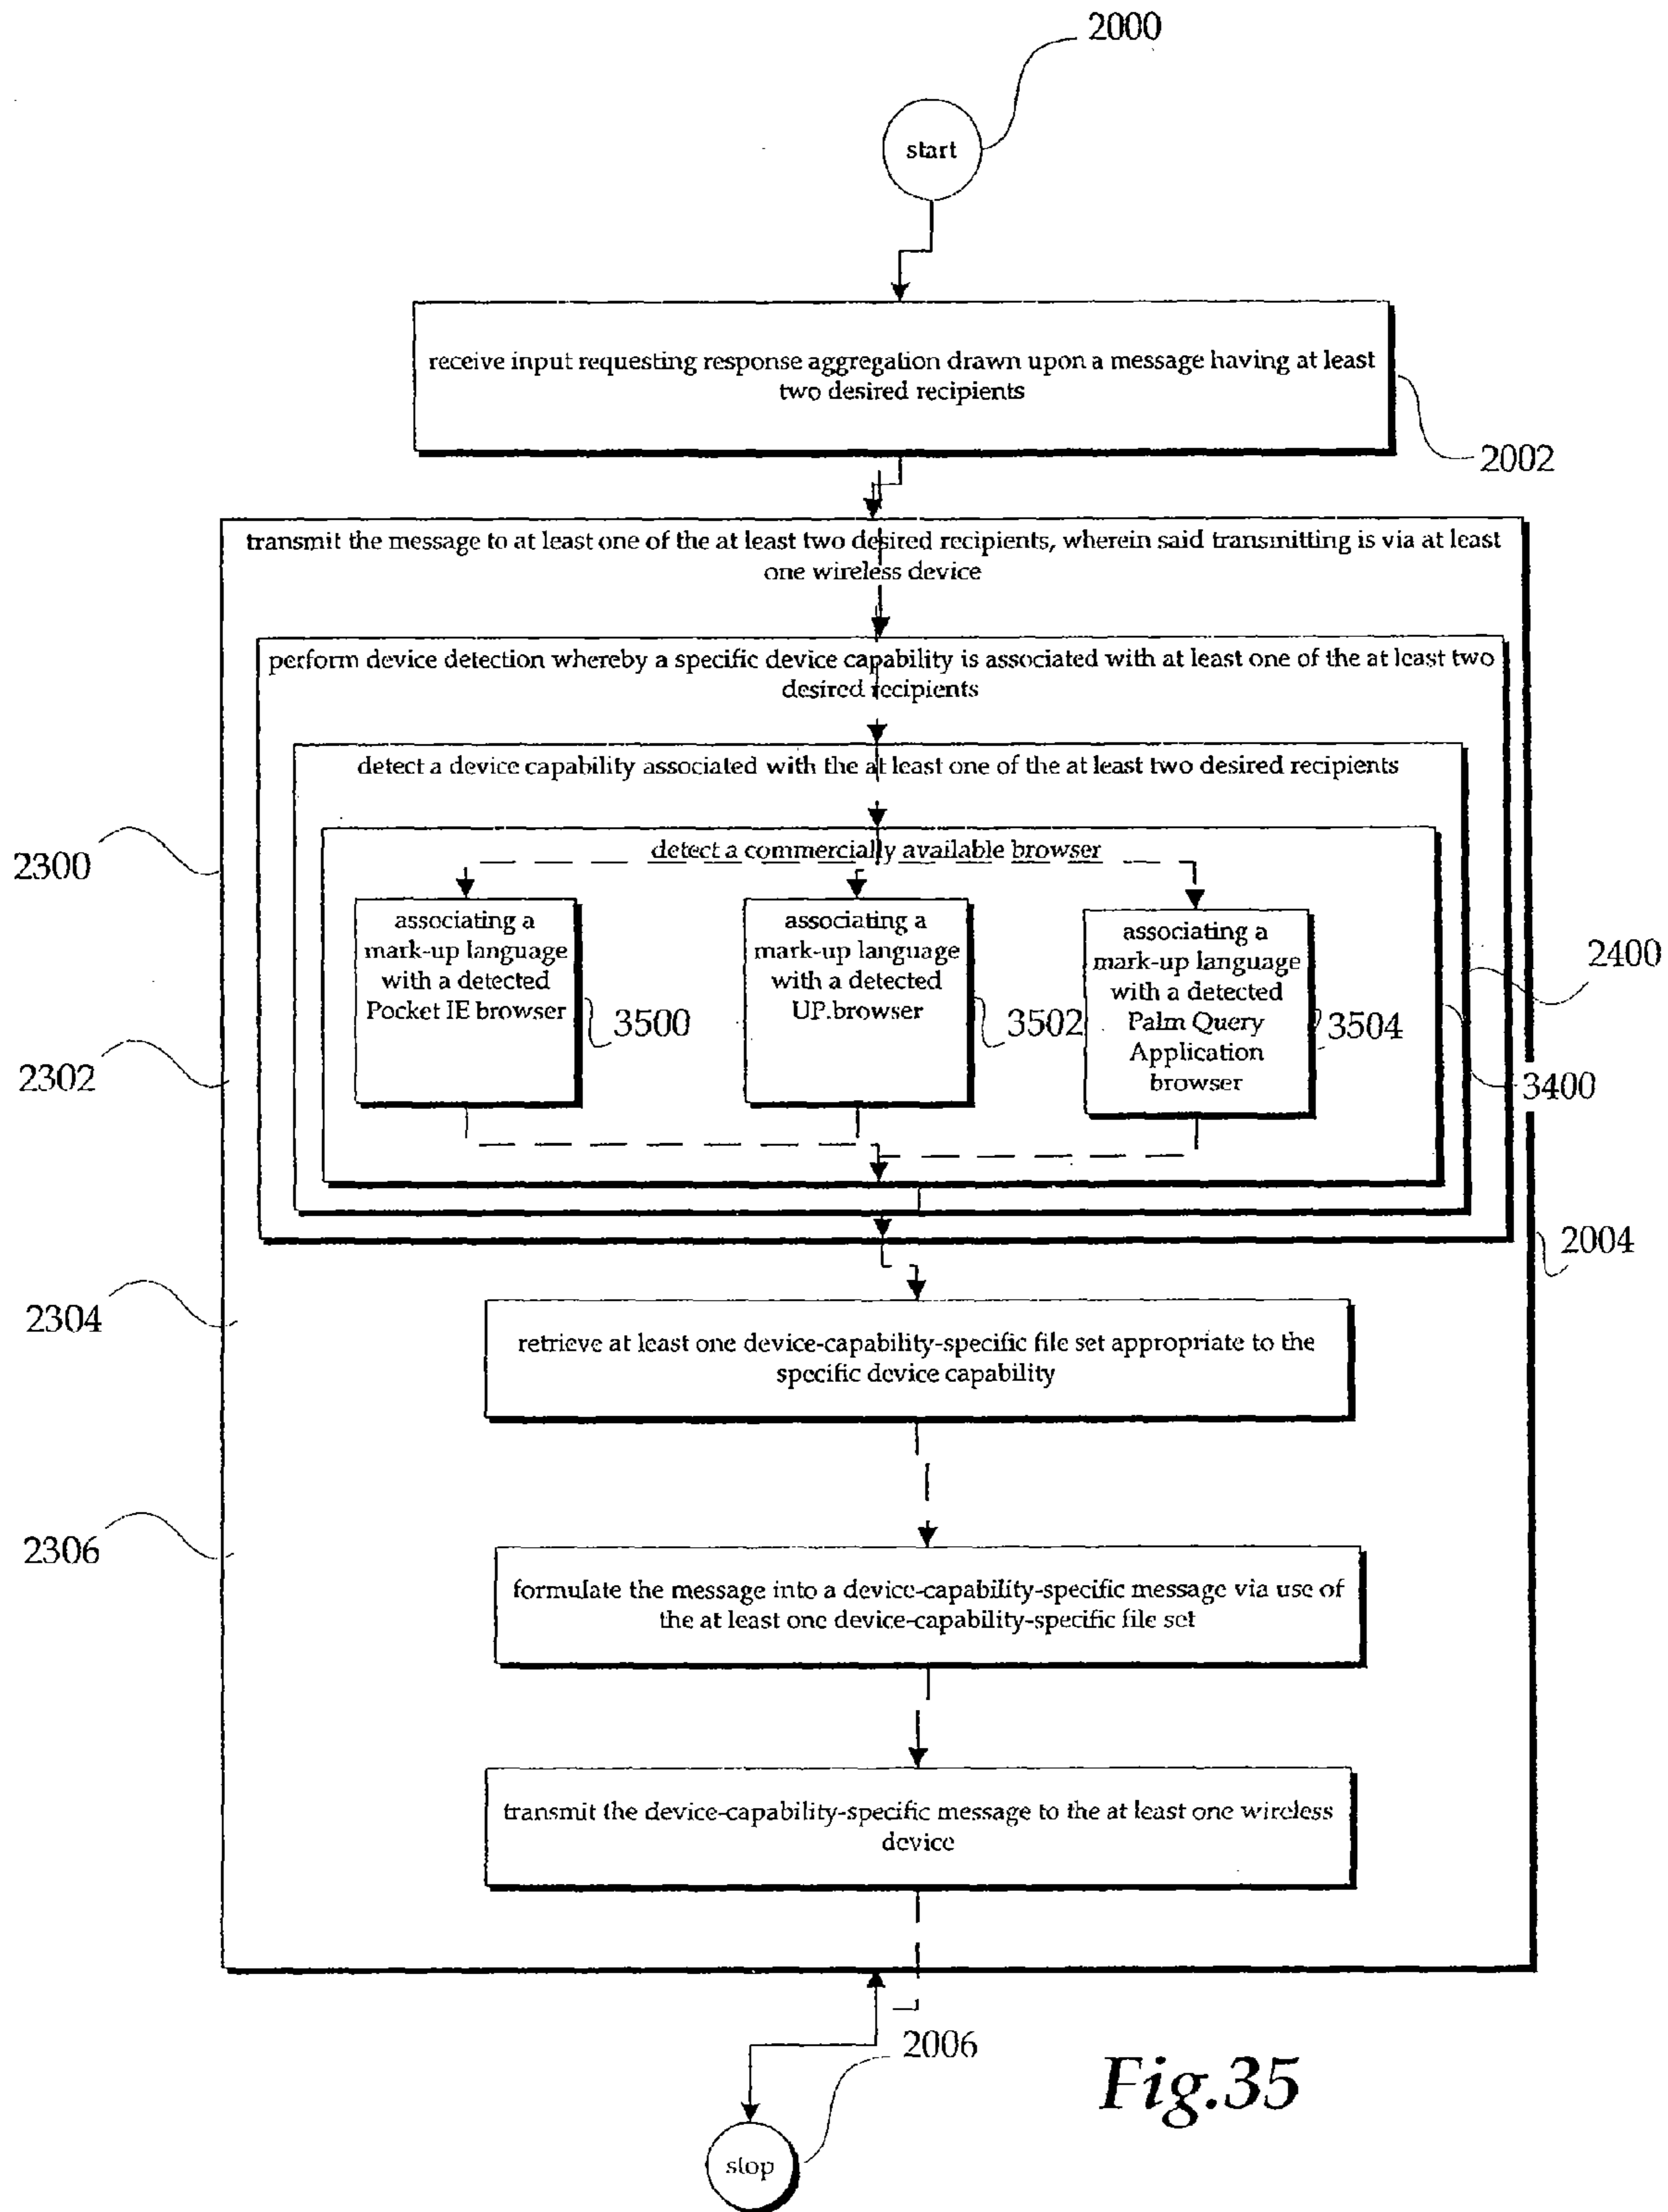 2000
start
receive input requesting response aggregation drawn upon a message having at least
two desired recipients
2002
transmit the message to at least one of the at least two desired recipients, wherein said transmitting is via at least
one wireless device
perform device detection whereby a specific device capability is associated with at least one of the at least two
desired recipients
detect a device capability associated with the at least one of the at least two desired recipients
detect a commercially available browser
2300
associating a
mark-up language
with a detected
Pocket IE browser
3500
associating a
mark-up language
with a detected
UP.browser
3502
associating a
mark-up language
with a detected
Palm Query
Application
browser
3504
2400
2302
3400
2004
2304
retrieve at least one device-capability-specific file set appropriate to the
specific device capability
2306
formulate the message into a device-capability-specific message via use of
the at least one device-capability-specific file set
transmit the device-capability-specific message to the at least one wireless
device
2006
stop
Fig.35